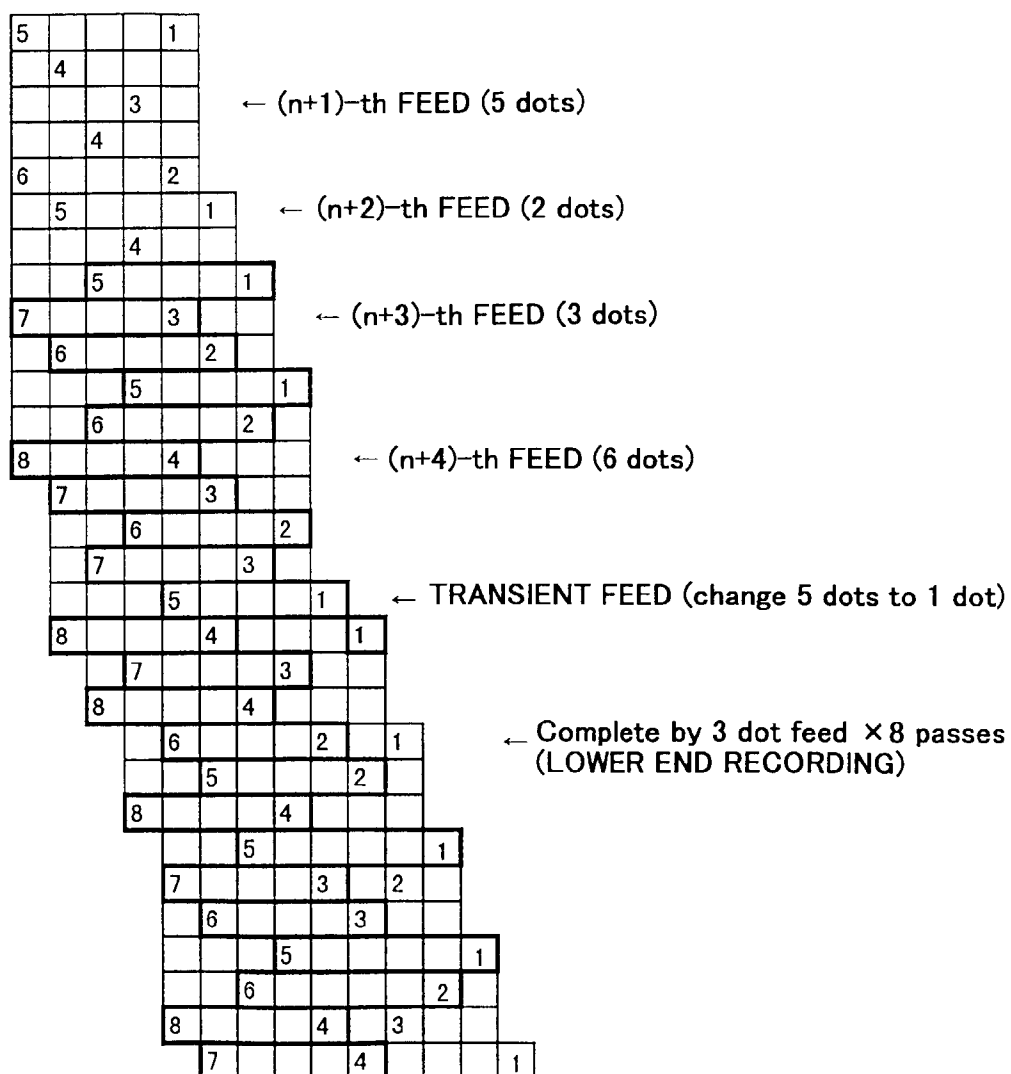 5 1
4
3 ← (n+1)-th FEED (5 dots)
4
6 2
5 1 ← (n+2)-th FEED (2 dots)
4
5 1
7 3 ← (n+3)-th FEED (3 dots)
6 2
5 1
6 2
8 4 ← (n+4)-th FEED (6 dots)
7 3
6 2
7 3
5 1 ← TRANSIENT FEED (change 5 dots to 1 dot)
8 4 1
7 3
8 4
6 2 1 ← Complete by 3 dot feed ×8 passes
5 2 (LOWER END RECORDING)
8 4
5 1
7 3 2
6 3
5 1
6 2
8 4 3
7 4 1